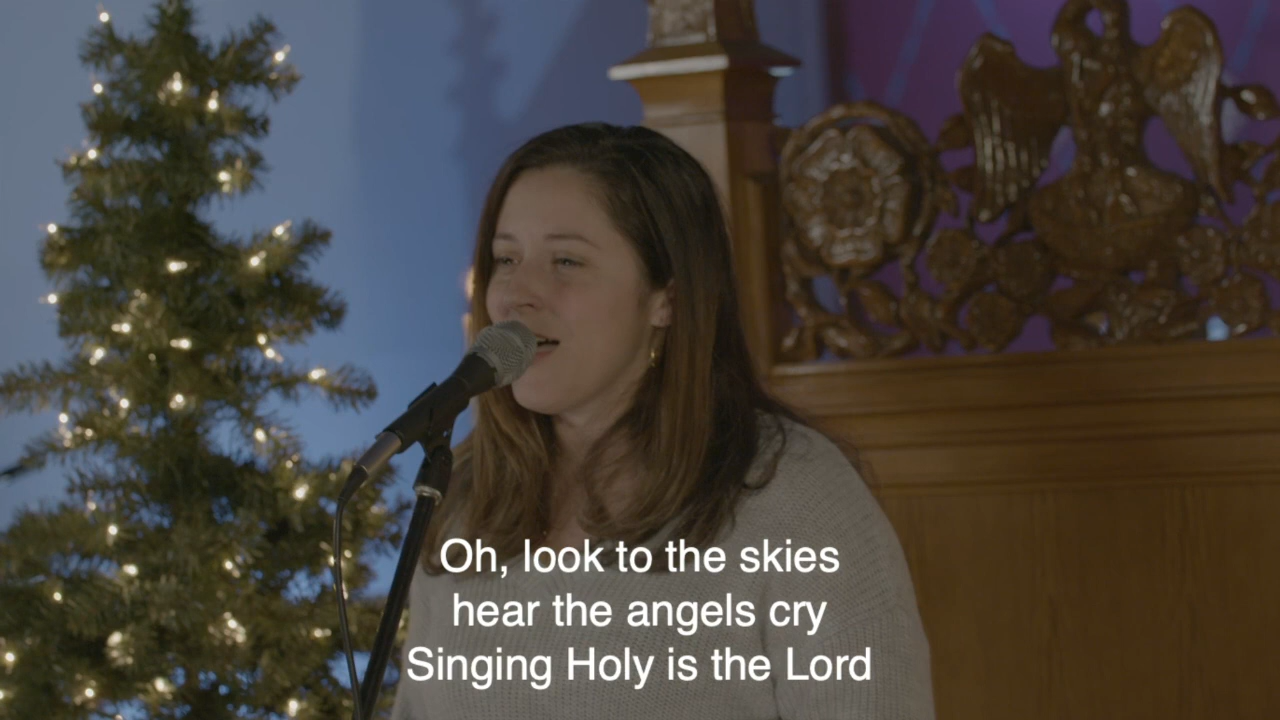 Oh, look to the skies
hear the angels cry
Singing Holy is the Lord